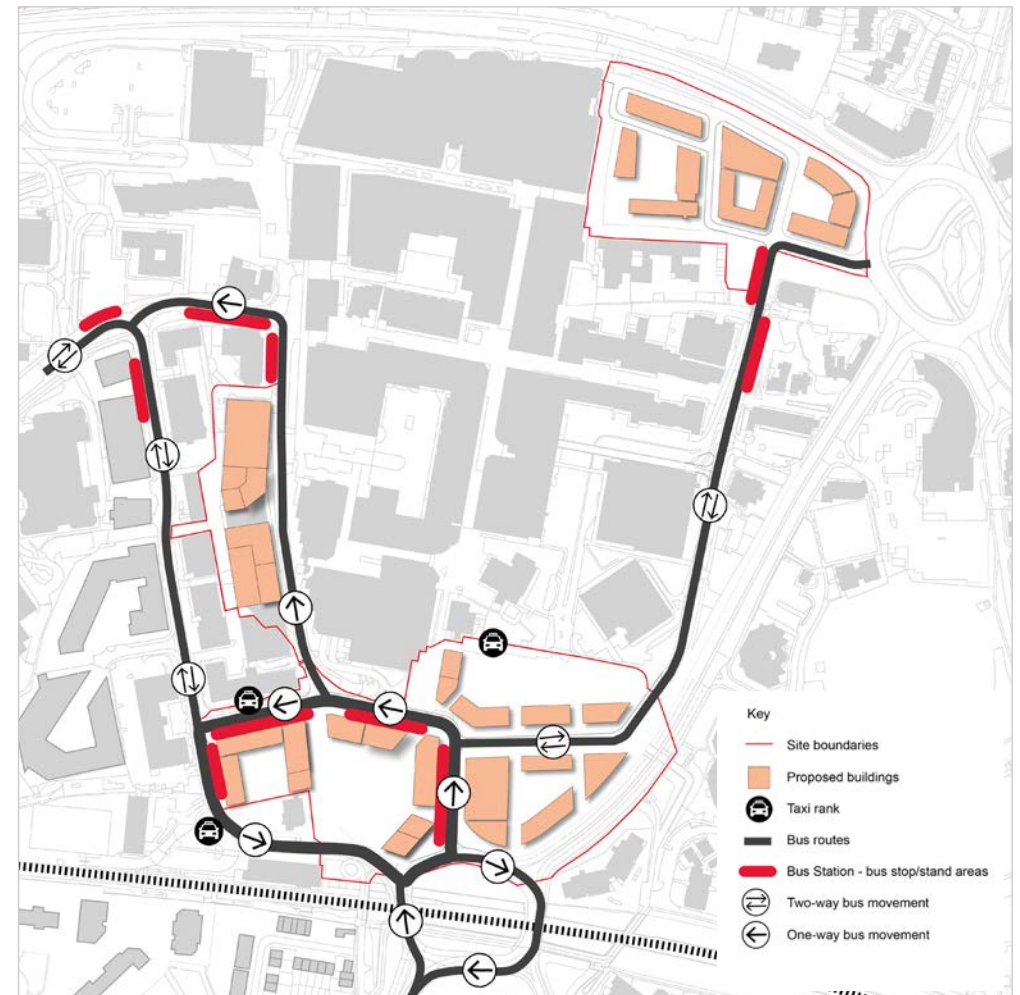 Key
Site boundaries
Proposed buildings
Taxi rank
Bus routes
Bus Station - bus stop/stand areas
Two-way bus movement
One-way bus movement